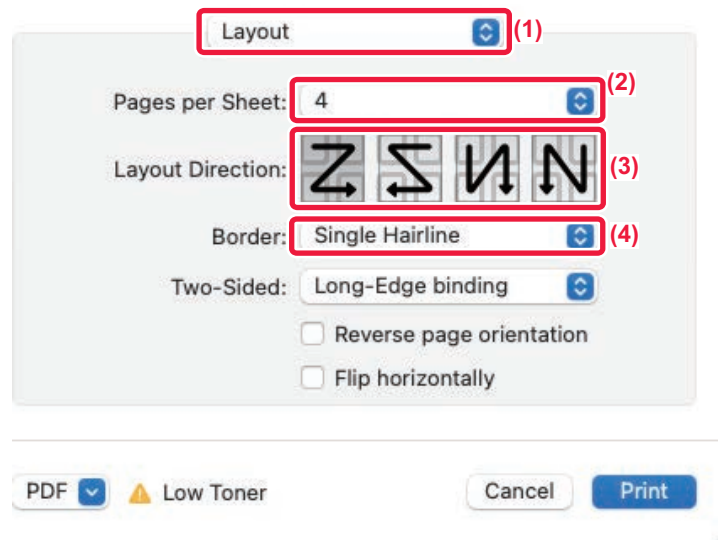 Layout (1)
Pages per Sheet: 4 (2)
Layout Direction: (3)
Border: Single Hairline (4)
Two-Sided: Long-Edge binding
Reverse page orientation
Flip horizontally
PDF Low Toner Cancel Print